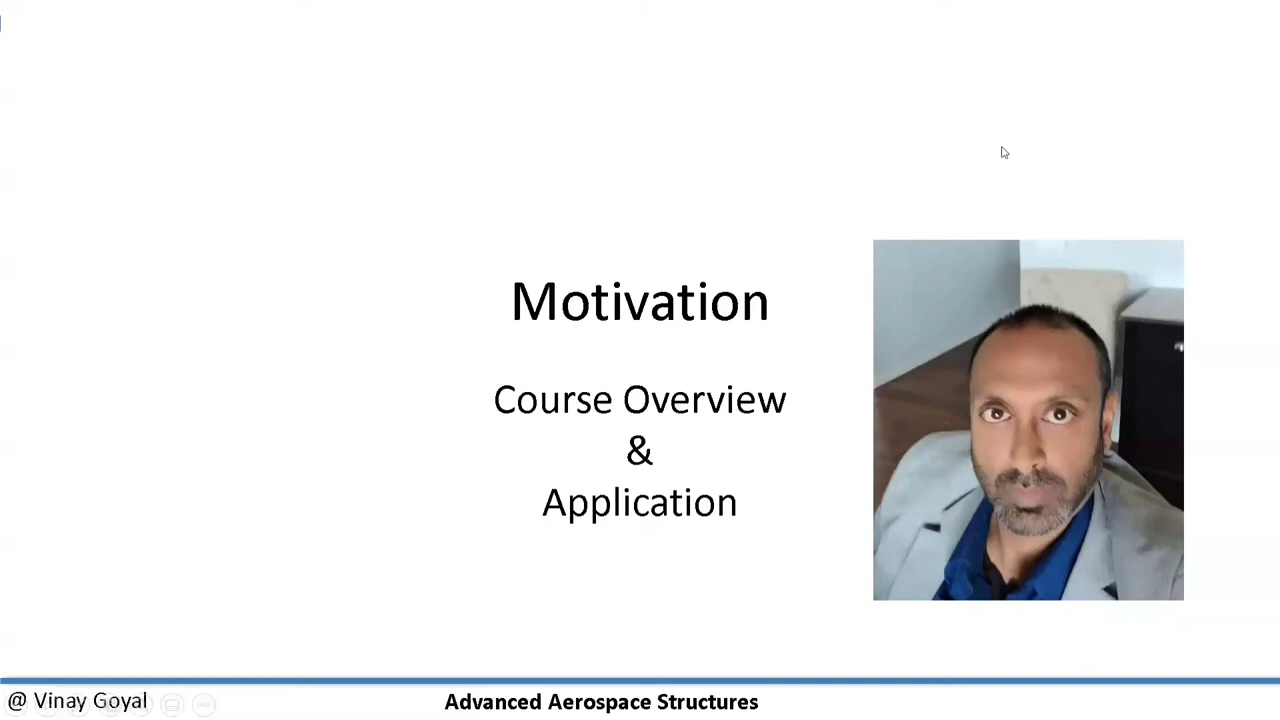 Motivation
Course Overview
&
Application
@ Vinay Goyal
Advanced Aerospace Structures